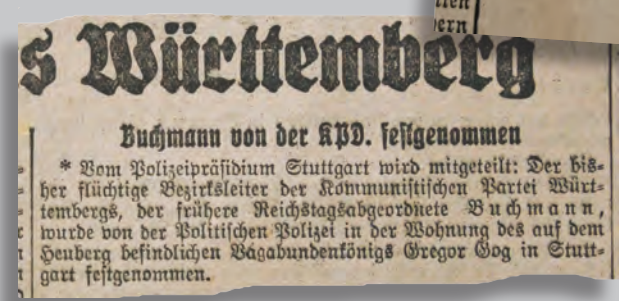 tten
pern
s Württemberg
Buchmann von der KPD. festgenommen
* Vom Polizeipräsidium Stuttgart wird mitgeteilt: Der bis=
her flüchtige Bezirksleiter der Kommunistischen Partei Würt=
tembergs, der frühere Reichstagsabgeordnete Buchmann,
wurde von der Politischen Polizei in der Wohnung des auf dem
Heuberg befindlichen Vagabundenkönigs Gregor Gog in Stutt=
gart festgenommen.